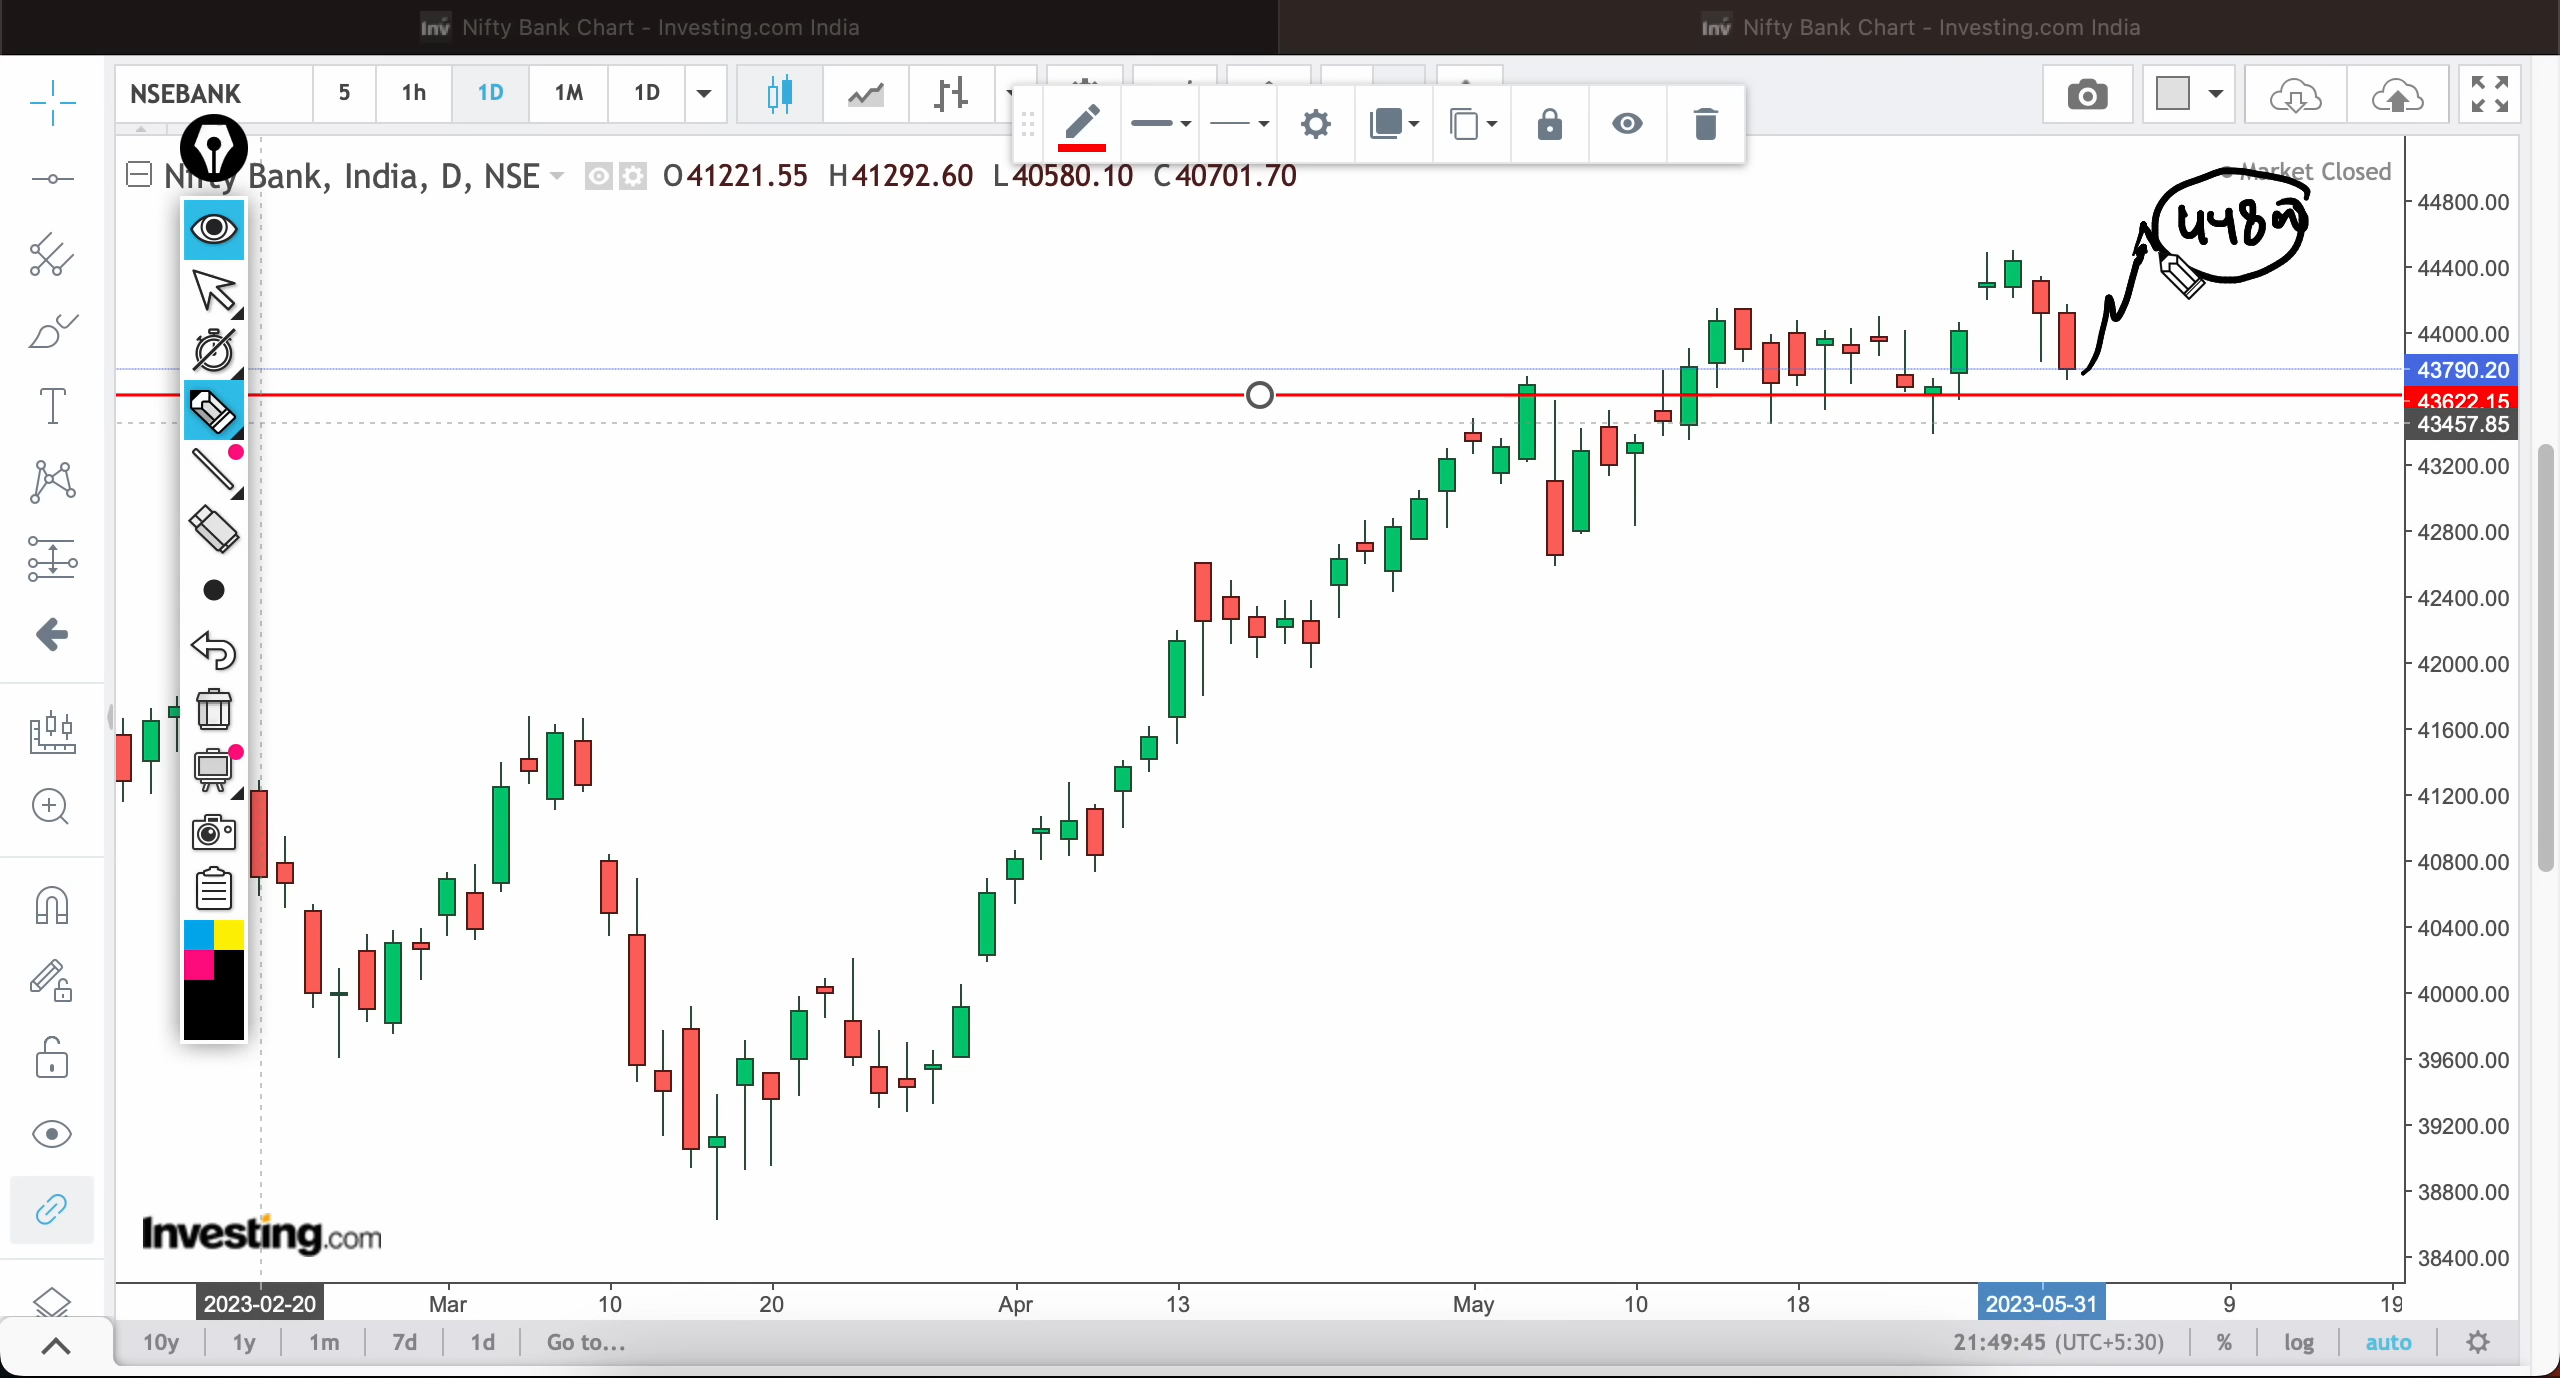 Inv Nifty Bank Chart - Investing.com India
Inv Nifty Bank Chart - Investing.com India
NSEBANK 5 1h 1D 1M 1D
Nifty Bank, India, D, NSE O41221.55 H41292.60 L40580.10 C40701.70
Market Closed
44800.00
44800
44400.00
44000.00
43790.20
43622.15
43457.85
43200.00
42800.00
42400.00
42000.00
41600.00
41200.00
40800.00
40400.00
40000.00
39600.00
39200.00
38800.00
38400.00
Investing.com
2023-02-20 Mar 10 20 Apr 13 May 10 18 2023-05-31 9 19
10y 1y 1m 7d 1d Go to... 21:49:45 (UTC+5:30) % log auto